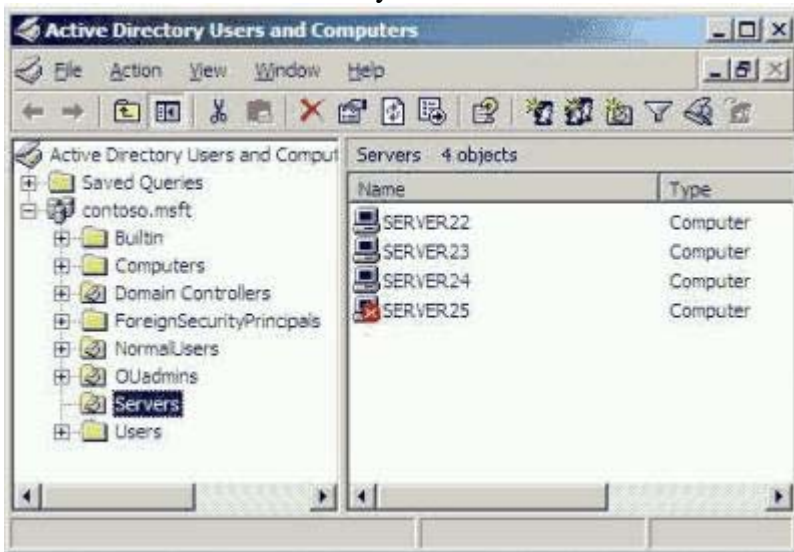 Active Directory Users and Computers
File Action View Window Help
Active Directory Users and Comput
Servers 4 objects
Saved Queries
contoso.msft
Builtin
Computers
Domain Controllers
ForeignSecurityPrincipals
NormalUsers
OUadmins
Servers
Users
Name Type
SERVER22 Computer
SERVER23 Computer
SERVER24 Computer
SERVER25 Computer